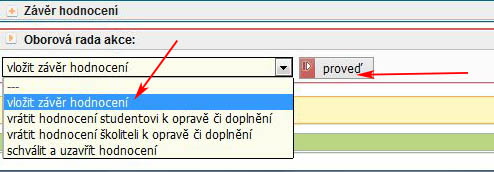 Závěr hodnocení
Oborová rada akce:
vložit závěr hodnocení proveď
---
vložit závěr hodnocení
vrátit hodnocení studentovi k opravě či doplnění
vrátit hodnocení školiteli k opravě či doplnění
schválit a uzavřít hodnocení